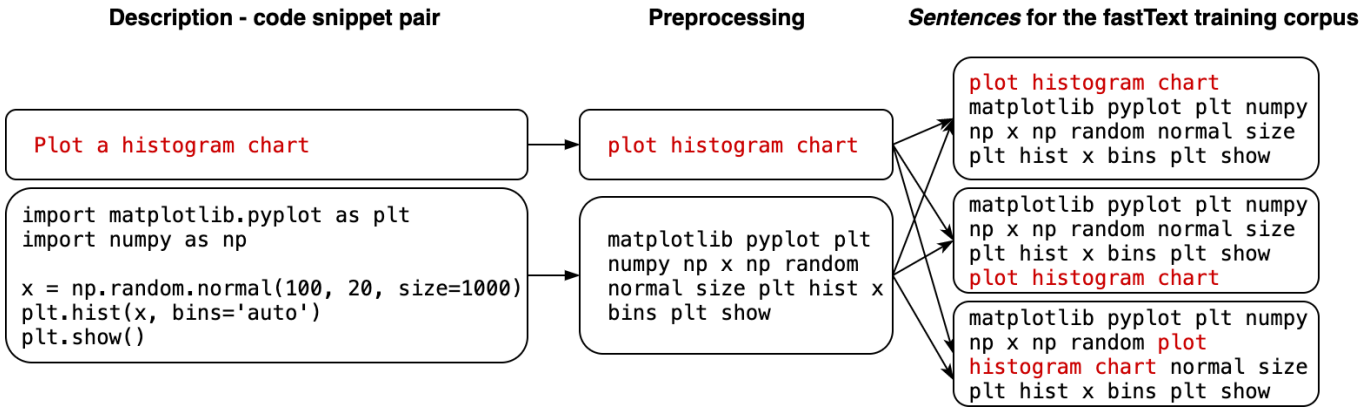 Description - code snippet pair
Preprocessing
Sentences for the fastText training corpus
Plot a histogram chart
import matplotlib.pyplot as plt
import numpy as np
x = np.random.normal(100, 20, size=1000)
plt.hist(x, bins='auto')
plt.show()
plot histogram chart
matplotlib pyplot plt
numpy np x np random
normal size plt hist x
bins plt show
plot histogram chart
matplotlib pyplot plt numpy
np x np random normal size
plt hist x bins plt show
matplotlib pyplot plt numpy
np x np random normal size
plt hist x bins plt show
plot histogram chart
matplotlib pyplot plt numpy
np x np random plot
histogram chart normal size
plt hist x bins plt show